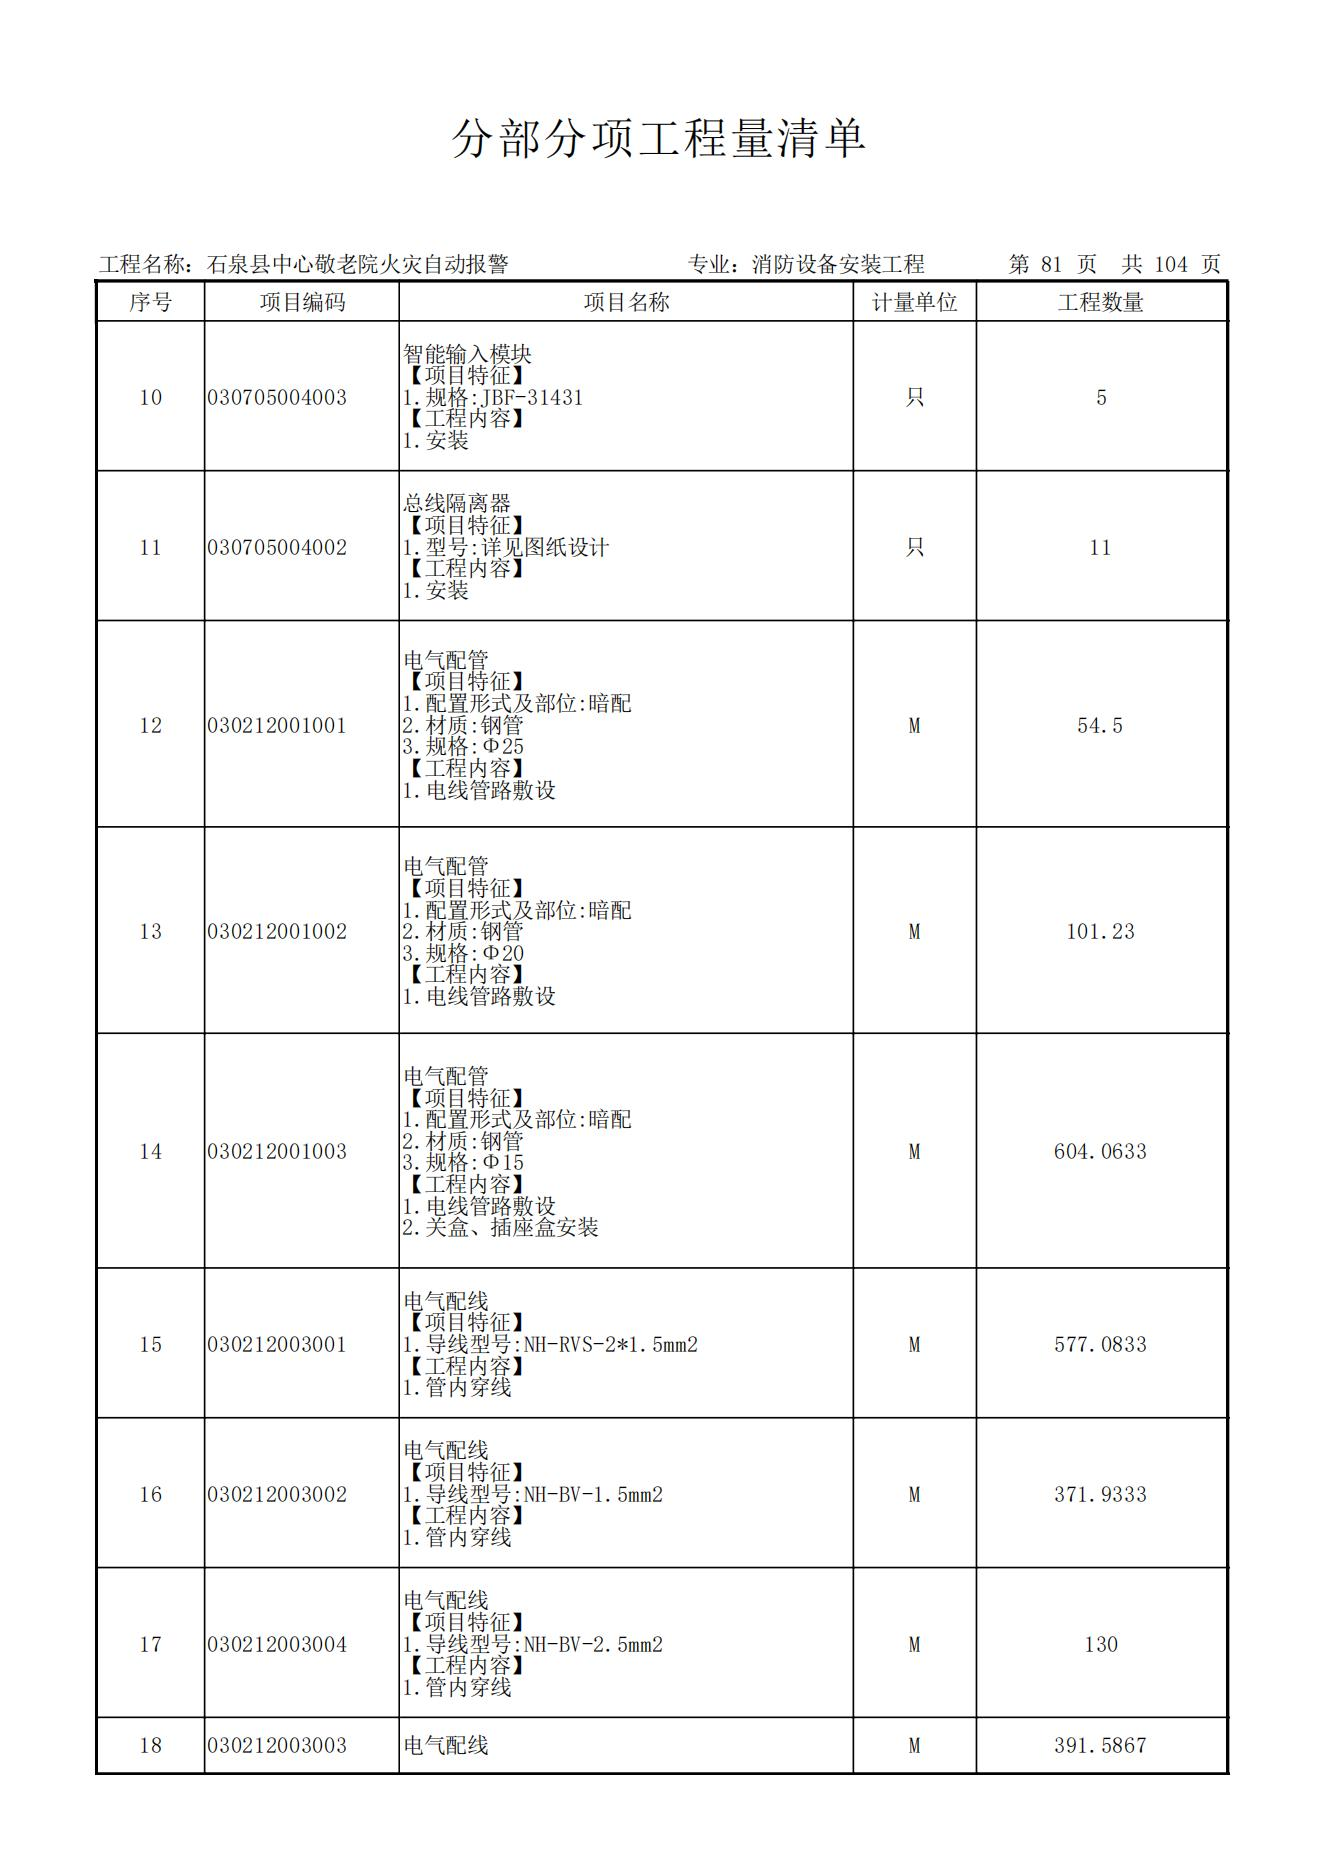 分部分项工程量清单
工程名称：石泉县中心敬老院火灾自动报警 专业：消防设备安装工程 第 81 页 共 104 页
序号 项目编码 项目名称 计量单位 工程数量
智能输入模块
【项目特征】
10 030705004003 1.规格:JBF-31431 只 5
【工程内容】
1.安装
总线隔离器
【项目特征】
11 030705004002 1.型号:详见图纸设计 只 11
【工程内容】
1.安装
电气配管
【项目特征】
1.配置形式及部位:暗配
12 030212001001 2.材质:钢管 M 54.5
3.规格:Φ25
【工程内容】
1.电线管路敷设
电气配管
【项目特征】
1.配置形式及部位:暗配
13 030212001002 2.材质:钢管 M 101.23
3.规格:Φ20
【工程内容】
1.电线管路敷设
电气配管
【项目特征】
1.配置形式及部位:暗配
2.材质:钢管
14 030212001003 3.规格:Φ15 M 604.0633
【工程内容】
1.电线管路敷设
2.关盒、插座盒安装
电气配线
【项目特征】
15 030212003001 1.导线型号:NH-RVS-2*1.5mm2 M 577.0833
【工程内容】
1.管内穿线
电气配线
【项目特征】
16 030212003002 1.导线型号:NH-BV-1.5mm2 M 371.9333
【工程内容】
1.管内穿线
电气配线
【项目特征】
17 030212003004 1.导线型号:NH-BV-2.5mm2 M 130
【工程内容】
1.管内穿线
18 030212003003 电气配线 M 391.5867